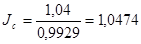 J_c = 1,04 / 0,9929 = 1,0474